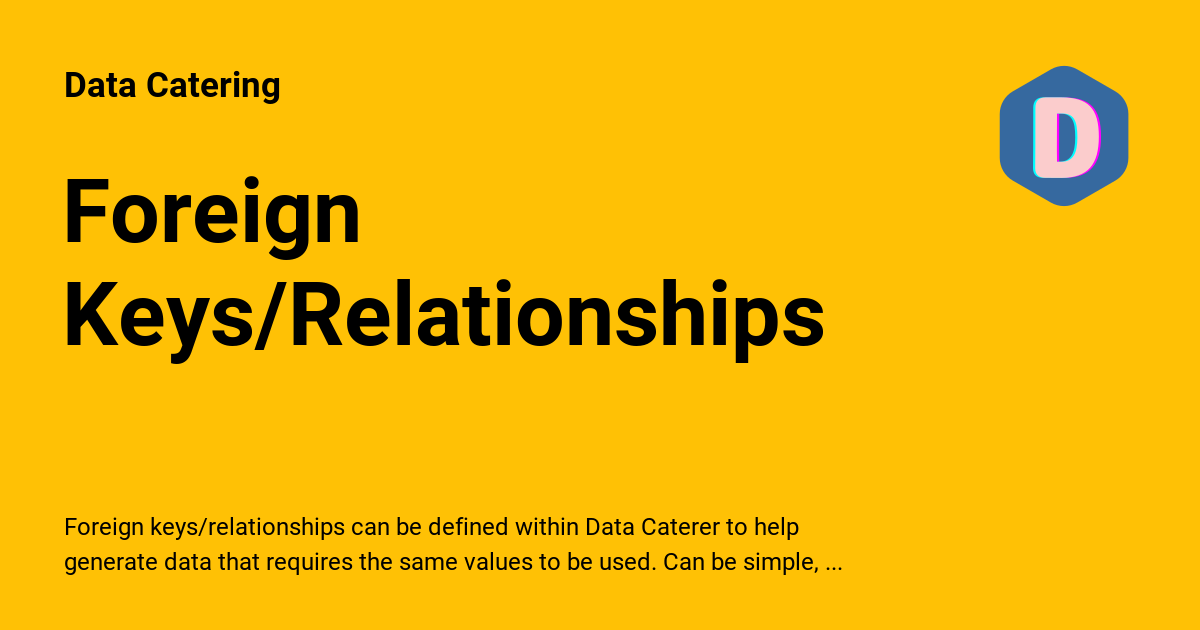 Data Catering
D
Foreign
Keys/Relationships
Foreign keys/relationships can be defined within Data Caterer to help
generate data that requires the same values to be used. Can be simple, ...